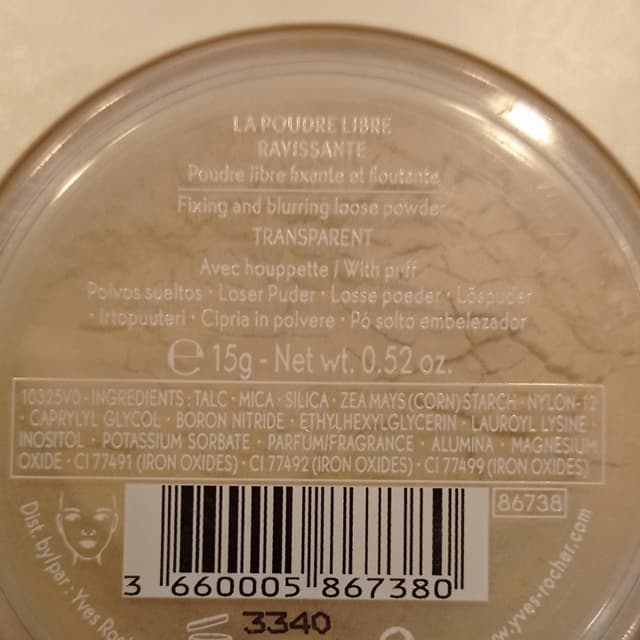 LA POUDRE LIBRE
RAVISSANTE
Poudre libre fixante et floutante
Fixing and blurring loose powder
TRANSPARENT
Avec houppette / With puff
Polvos sueltos · Loser Puder · Losse poeder · Löspuder
· Irtopuuteri · Cipria in polvere · Pó solto embelezador
℮ 15g - Net wt. 0.52 oz.
10325V0 - INGREDIENTS : TALC · MICA · SILICA · ZEA MAYS (CORN) STARCH · NYLON-12
· CAPRYLYL GLYCOL · BORON NITRIDE · ETHYLHEXYLGLYCERIN · LAUROYL LYSINE
INOSITOL · POTASSIUM SORBATE · PARFUM/FRAGRANCE · ALUMINA · MAGNESIUM
OXIDE · CI 77491 (IRON OXIDES) · CI 77492 (IRON OXIDES) · CI 77499 (IRON OXIDES)
86738
Dist. by/par : Yves
3 660005 867380
www.yves-rocher.com
3340